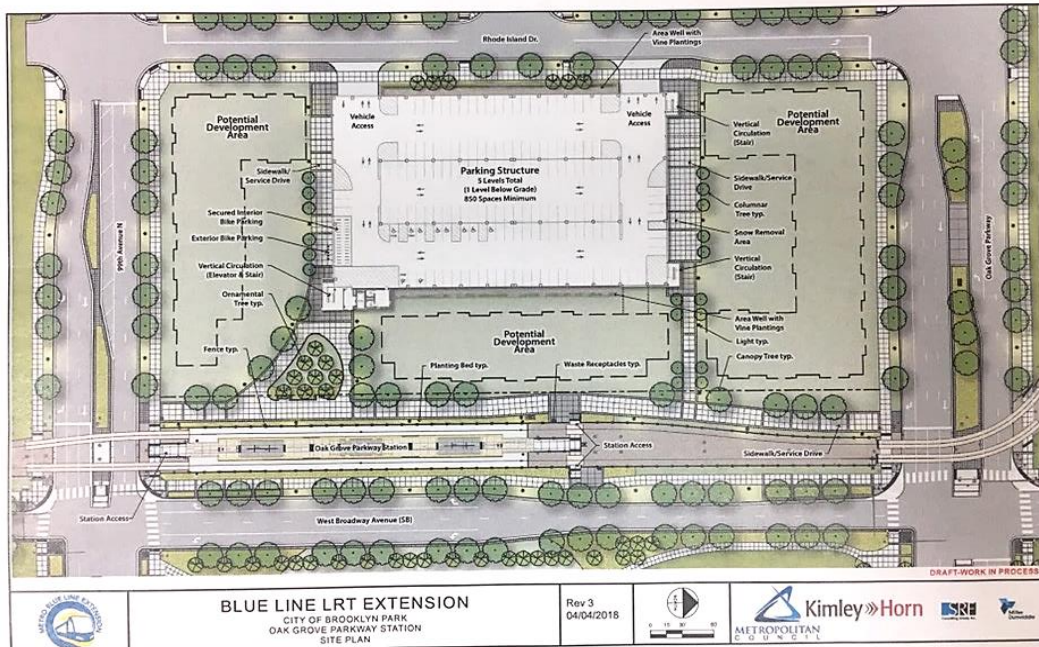 Rhode Island Dr.
Area Well with
Vine Plantings
Potential
Development
Area
Vehicle
Access
Vehicle
Access
Vertical
Circulation
(Stair)
Potential
Development
Area
Sidewalk/
Service Drive
Parking Structure
5 Levels Total
(1 Level Below Grade)
850 Spaces Minimum
Sidewalk/Service
Drive
Columnar
Tree typ.
Secured Interior
Bike Parking
Exterior Bike Parking
Snow Removal
Area
99th Avenue N
Oak Grove Parkway
Vertical Circulation
(Elevator & Stair)
Vertical
Circulation
(Stair)
Ornamental
Tree typ.
Area Well with
Vine Plantings
Potential
Development
Area
Light typ.
Fence typ.
Canopy Tree typ.
Planting Bed typ.
Waste Receptacles typ.
Oak Grove Parkway Station
Station Access
Sidewalk/Service Drive
Station Access
West Broadway Avenue (SB)
DRAFT-WORK IN PROCESS
METRO BLUE LINE EXTENSION
BLUE LINE LRT EXTENSION
CITY OF BROOKLYN PARK
OAK GROVE PARKWAY STATION
SITE PLAN
Rev 3
04/04/2018
METROPOLITAN
COUNCIL
Kimley»Horn
SRF